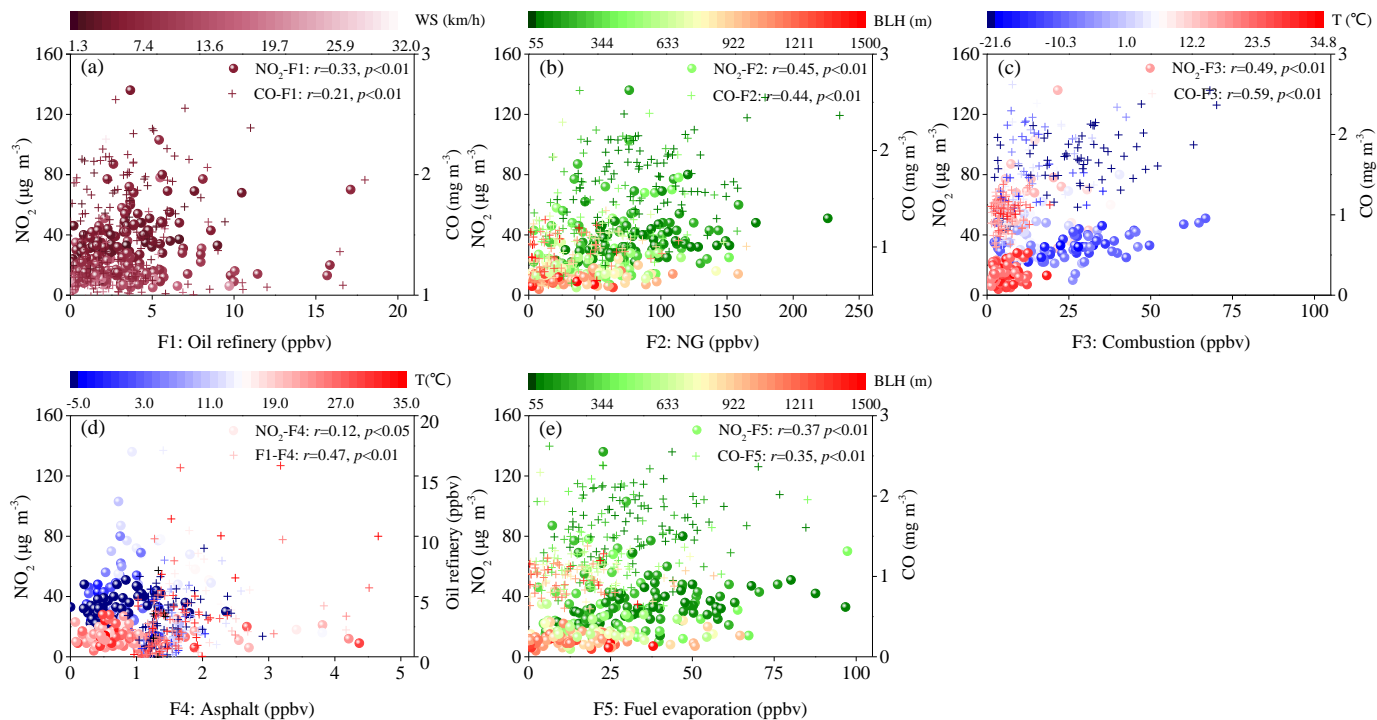 WS (km/h)
1.3 7.4 13.6 19.7 25.9 32.0
(a)
NO2-F1: r=0.33, p<0.01
CO-F1: r=0.21, p<0.01
160
120
80
40
0
NO2 (μg m-3)
3
2
1
CO (mg m-3)
0 5 10 15 20
F1: Oil refinery (ppbv)
BLH (m)
55 344 633 922 1211 1500
(b)
NO2-F2: r=0.45, p<0.01
CO-F2: r=0.44, p<0.01
160
120
80
40
0
NO2 (μg m-3)
3
2
1
0
CO (mg m-3)
0 50 100 150 200 250
F2: NG (ppbv)
T (℃)
-21.6 -10.3 1.0 12.2 23.5 34.8
(c)
NO2-F3: r=0.49, p<0.01
CO-F3: r=0.59, p<0.01
160
120
80
40
0
NO2 (μg m-3)
3
2
1
0
CO (mg m-3)
0 25 50 75 100
F3: Combustion (ppbv)
T(℃)
-5.0 3.0 11.0 19.0 27.0 35.0
(d)
NO2-F4: r=0.12, p<0.05
F1-F4: r=0.47, p<0.01
160
120
80
40
0
NO2 (μg m-3)
20
15
10
5
0
Oil refinery (ppbv)
0 1 2 3 4 5
F4: Asphalt (ppbv)
BLH (m)
55 344 633 922 1211 1500
(e)
NO2-F5: r=0.37 p<0.01
CO-F5: r=0.35, p<0.01
160
120
80
40
0
NO2 (μg m-3)
3
2
1
0
CO (mg m-3)
0 25 50 75 100
F5: Fuel evaporation (ppbv)